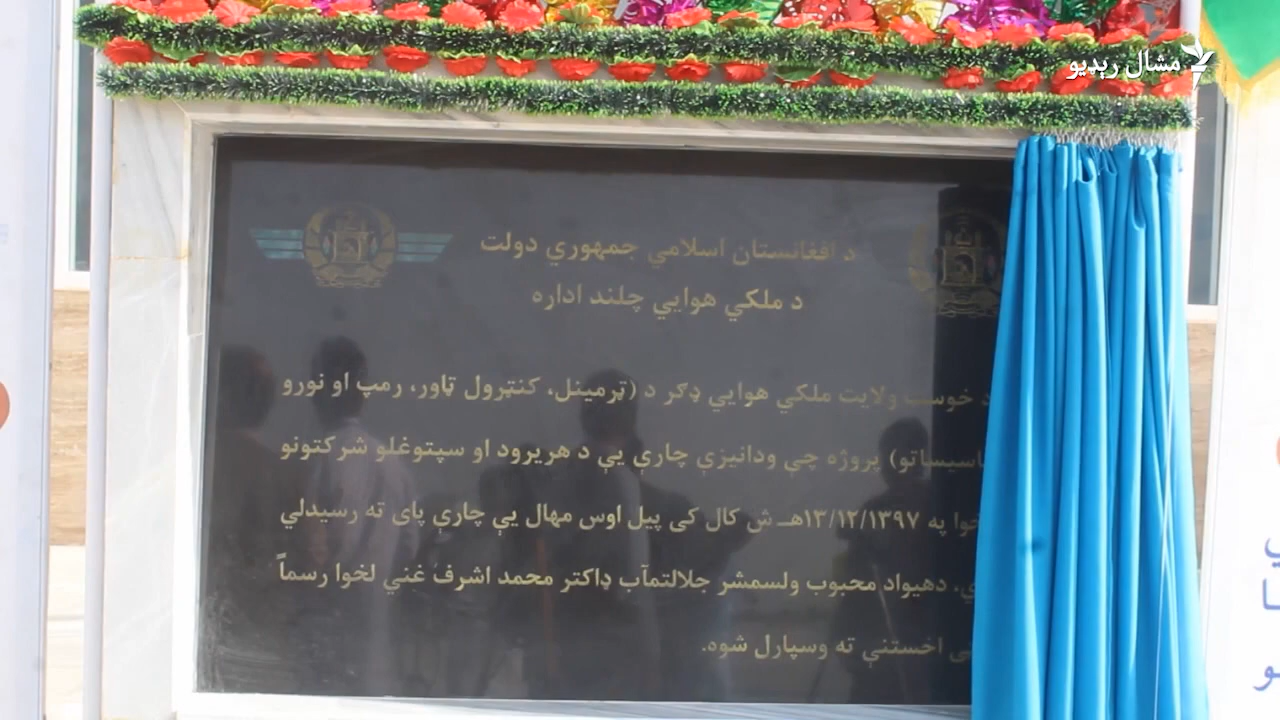 مشال رېډیو
د افغانستان اسلامي جمهوري دولت
د ملکي هوايي چلند اداره
د خوست ولايت ملکي هوايي ډګر د (ټرمينل، کنټرول ټاور، رمپ او نورو
تاسيساتو) پروژه چې ودانيزې چارې يې د هريرود او سپتوغلو شرکتونو
خوا په ۱۳/۱۲/۱۳۹۷هـ ش کال کې پيل اوس مهال يې چارې پای ته رسيدلي
دهيواد محبوب ولسمشر جلالتمآب ډاکتر محمد اشرف غني لخوا رسماً
اخستنې ته وسپارل شوه.